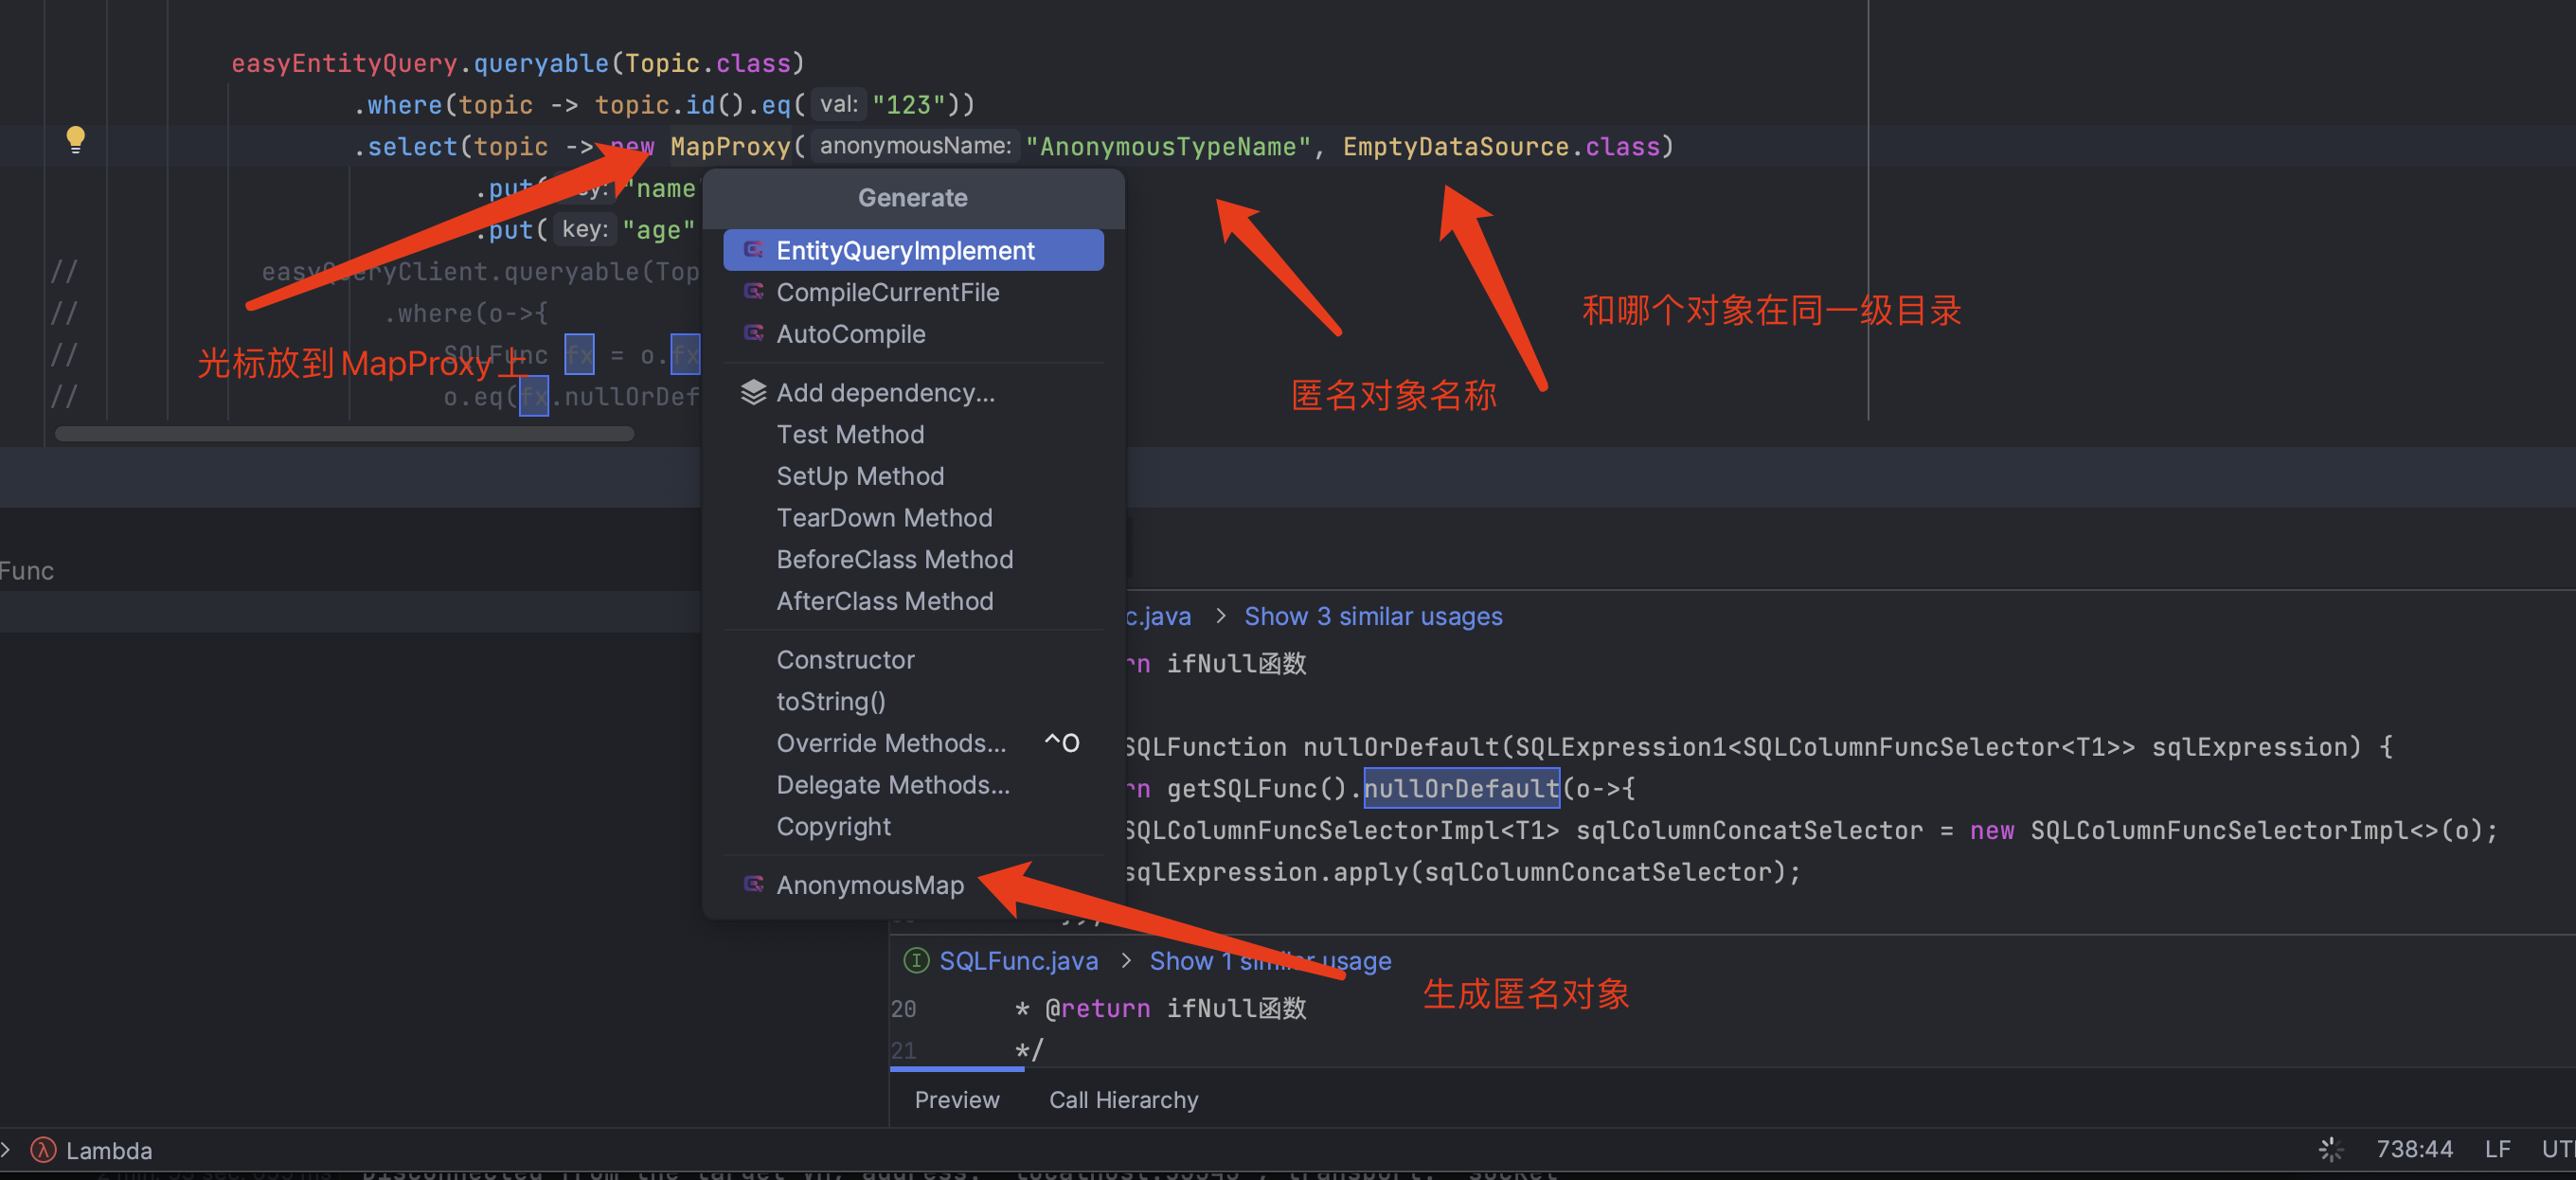 easyEntityQuery.queryable(Topic.class)
.where(topic -> topic.id().eq( val: "123"))
.select(topic -> new MapProxy( anonymousName: "AnonymousTypeName", EmptyDataSource.class)
.put( "name
.put( key: "age"
// easyQueryClient.queryable(Top
// .where(o->{
// SQLFunc fx = o.fx
// o.eq(fx.nullOrDef
光标放到MapProxy上
匿名对象名称
和哪个对象在同一级目录
Generate
EntityQueryImplement
CompileCurrentFile
AutoCompile
Add dependency...
Test Method
SetUp Method
TearDown Method
BeforeClass Method
AfterClass Method
Constructor
toString()
Override Methods... ^O
Delegate Methods...
Copyright
AnonymousMap
生成匿名对象
Func
c.java > Show 3 similar usages
rn ifNull函数
SQLFunction nullOrDefault(SQLExpression1<SQLColumnFuncSelector<T1>> sqlExpression) {
rn getSQLFunc().nullOrDefault(o->{
SQLColumnFuncSelectorImpl<T1> sqlColumnConcatSelector = new SQLColumnFuncSelectorImpl<>(o);
sqlExpression.apply(sqlColumnConcatSelector);
SQLFunc.java > Show 1 similar usage
20 * @return ifNull函数
21 */
Preview Call Hierarchy
> Lambda
738:44 LF UT